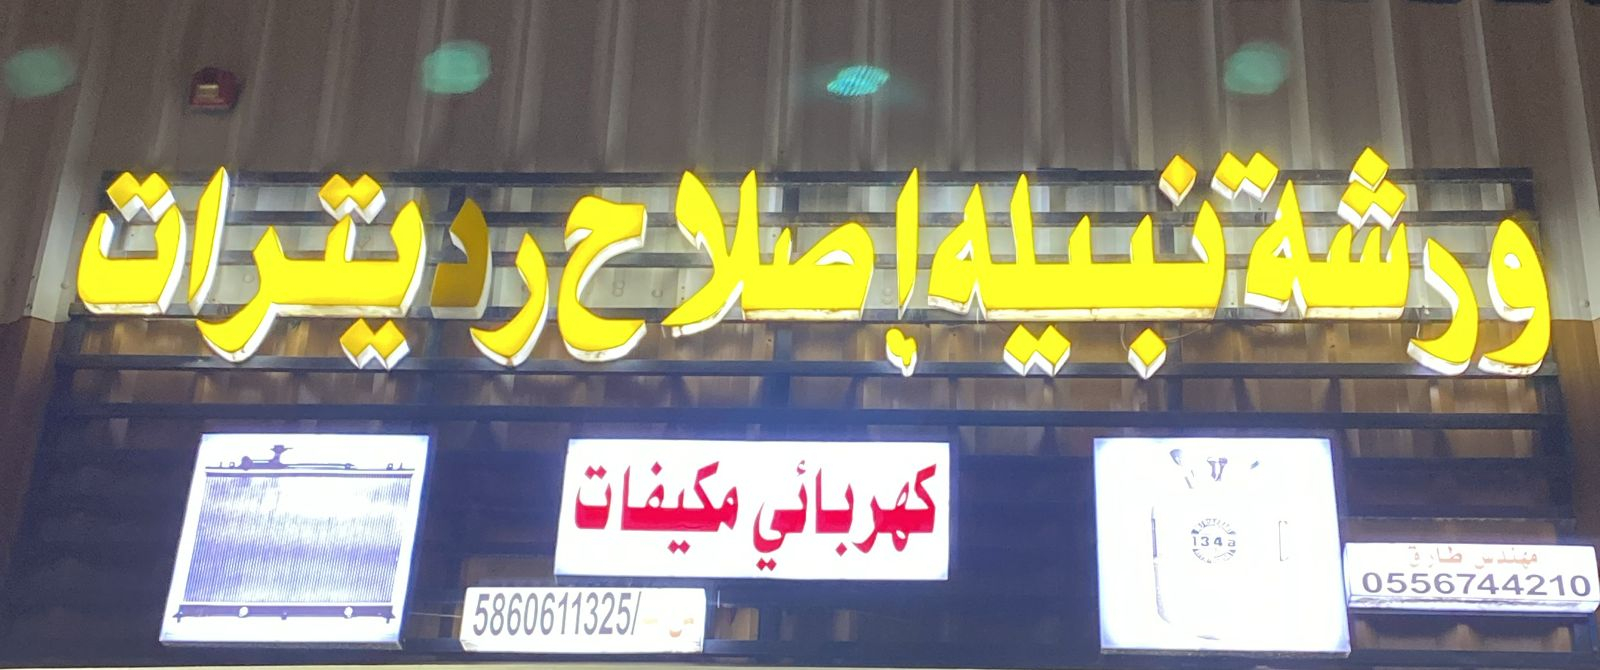 ورشة نبيله إصلاح رديترات
كهربائي مكيفات
134a
مهندس طارق
0556744210
5860611325/س ت